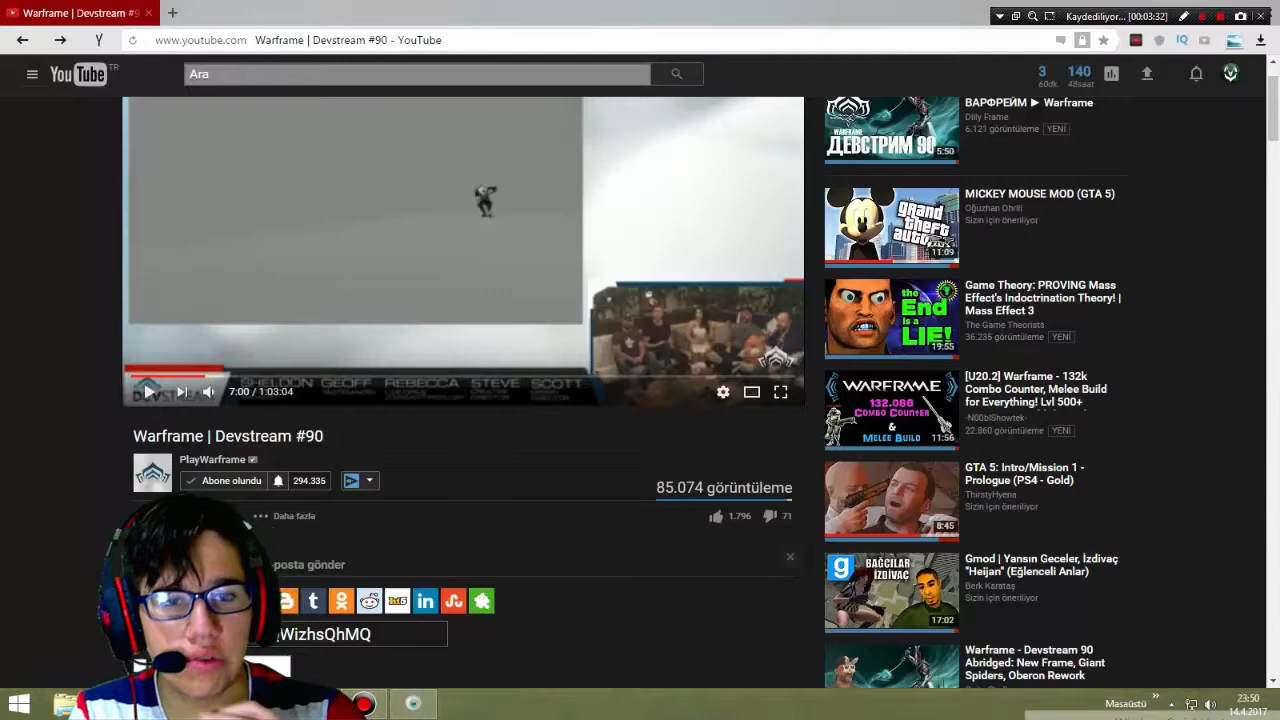 Warframe | Devstream #9
Kaydediliyor... [00:03:32]
www.youtube.com Warframe | Devstream #90 - YouTube
IQ
YouTube TR
Ara
3
60dk
140
48saat
ВАРФРЕЙМ ► Warframe
Dilly Frame
6.121 görüntüleme YENİ
WARFRAME
ДЕВСТРИМ 90
5:50
MICKEY MOUSE MOD (GTA 5)
Oğuzhan Ohrili
Sizin için öneriliyor
grand theft auto
11:09
Game Theory: PROVING Mass
Effect's Indoctrination Theory! |
Mass Effect 3
The Game Theorists
36.235 görüntüleme YENİ
the End is a LIE!
19:55
[U20.2] Warframe - 132k
Combo Counter, Melee Build
for Everything! Lvl 500+
-N00blShowtek-
22.860 görüntüleme YENİ
WARFRAME
132.086
COMBO COUNTER
&
MELEE BUILD
11:56
SHELDON GEOFF REBECCA STEVE SCOTT
7:00 / 1:03:04
Warframe | Devstream #90
PlayWarframe
Abone olundu 294.335
85.074 görüntüleme
Daha fazla
1.796 71
GTA 5: Intro/Mission 1 -
Prologue (PS4 - Gold)
ThirstyHyena
Sizin için öneriliyor
8:45
-posta gönder
hi5
WizhsQhMQ
Gmod | Yansın Geceler, İzdivaç
"Heijan" (Eğlenceli Anlar)
Berk Karataş
Sizin için öneriliyor
BAĞCILAR
İZDİVAÇ
17:02
Warframe - Devstream 90
Abridged: New Frame, Giant
Spiders, Oberon Rework
Masaüstü
23:50
14.4.2017